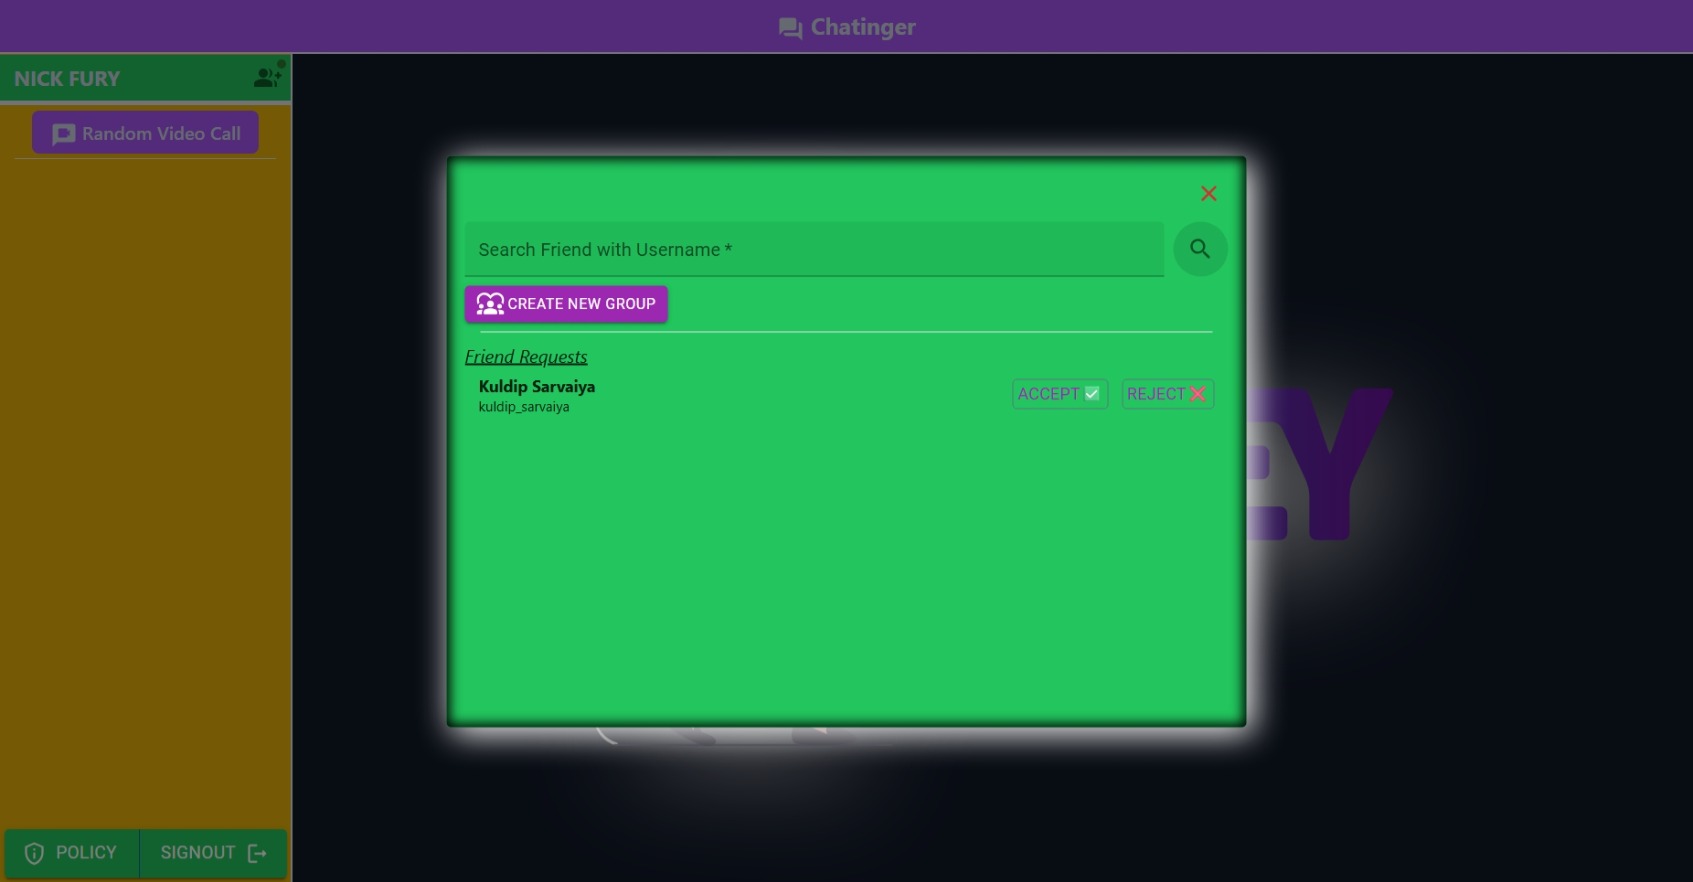 Chatinger
NICK FURY
Random Video Call
Search Friend with Username *
CREATE NEW GROUP
Friend Requests
Kuldip Sarvaiya
kuldip_sarvaiya
ACCEPT ✅
REJECT ❌
EY
POLICY
SIGNOUT